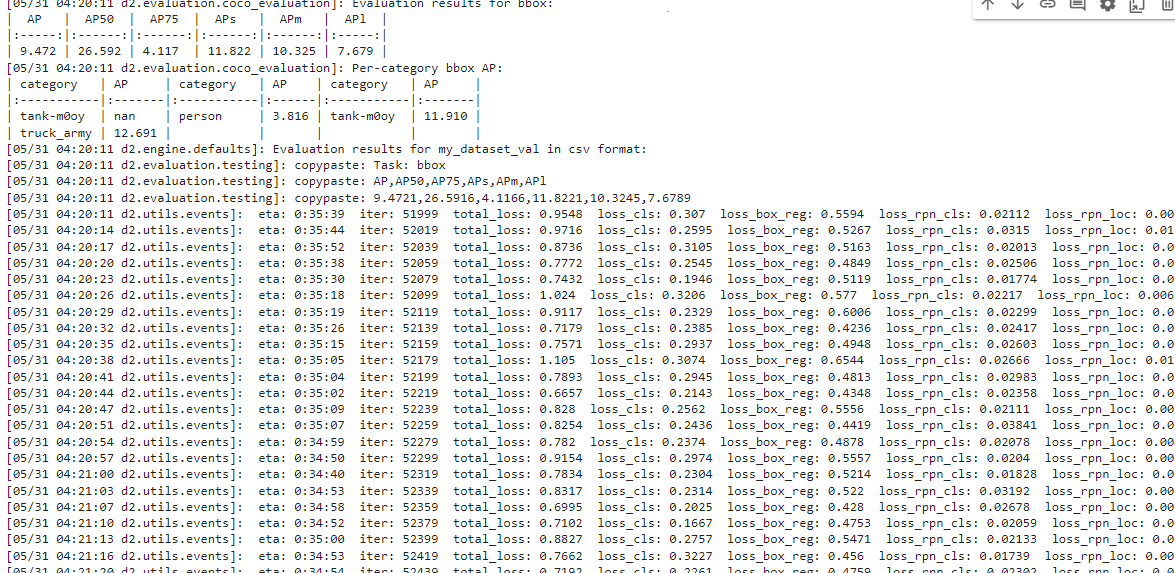 [05/31 04:20:11 d2.evaluation.coco_evaluation]: Evaluation results for bbox:
| AP | AP50 | AP75 | APs | APm | APl |
|:-----:|:------:|:-----:|:------:|:------:|:-----:|
| 9.472 | 26.592 | 4.117 | 11.822 | 10.325 | 7.679 |
[05/31 04:20:11 d2.evaluation.coco_evaluation]: Per-category bbox AP:
| category | AP | category | AP | category | AP |
|:-----------|:-------|:-----------|:------|:----------|:-------|
| tank-m0oy | nan | person | 3.816 | tank-m0oy | 11.910 |
| truck_army | 12.691 | | | | |
[05/31 04:20:11 d2.engine.defaults]: Evaluation results for my_dataset_val in csv format:
[05/31 04:20:11 d2.evaluation.testing]: copypaste: Task: bbox
[05/31 04:20:11 d2.evaluation.testing]: copypaste: AP,AP50,AP75,APs,APm,APl
[05/31 04:20:11 d2.evaluation.testing]: copypaste: 9.4721,26.5916,4.1166,11.8221,10.3245,7.6789
[05/31 04:20:11 d2.utils.events]: eta: 0:35:39 iter: 51999 total_loss: 0.9548 loss_cls: 0.307 loss_box_reg: 0.5594 loss_rpn_cls: 0.02112 loss_rpn_loc: 0.00
[05/31 04:20:14 d2.utils.events]: eta: 0:35:44 iter: 52019 total_loss: 0.9716 loss_cls: 0.2595 loss_box_reg: 0.5267 loss_rpn_cls: 0.0315 loss_rpn_loc: 0.01
[05/31 04:20:17 d2.utils.events]: eta: 0:35:52 iter: 52039 total_loss: 0.8736 loss_cls: 0.3105 loss_box_reg: 0.5163 loss_rpn_cls: 0.02013 loss_rpn_loc: 0.0
[05/31 04:20:20 d2.utils.events]: eta: 0:35:38 iter: 52059 total_loss: 0.7772 loss_cls: 0.2545 loss_box_reg: 0.4849 loss_rpn_cls: 0.02506 loss_rpn_loc: 0.0
[05/31 04:20:23 d2.utils.events]: eta: 0:35:30 iter: 52079 total_loss: 0.7432 loss_cls: 0.1946 loss_box_reg: 0.5119 loss_rpn_cls: 0.01774 loss_rpn_loc: 0.0
[05/31 04:20:26 d2.utils.events]: eta: 0:35:18 iter: 52099 total_loss: 1.024 loss_cls: 0.3206 loss_box_reg: 0.577 loss_rpn_cls: 0.02217 loss_rpn_loc: 0.006
[05/31 04:20:29 d2.utils.events]: eta: 0:35:19 iter: 52119 total_loss: 0.9117 loss_cls: 0.2329 loss_box_reg: 0.6006 loss_rpn_cls: 0.02299 loss_rpn_loc: 0.00
[05/31 04:20:32 d2.utils.events]: eta: 0:35:26 iter: 52139 total_loss: 0.7179 loss_cls: 0.2385 loss_box_reg: 0.4236 loss_rpn_cls: 0.02417 loss_rpn_loc: 0.0
[05/31 04:20:35 d2.utils.events]: eta: 0:35:15 iter: 52159 total_loss: 0.7571 loss_cls: 0.2937 loss_box_reg: 0.4948 loss_rpn_cls: 0.02603 loss_rpn_loc: 0.0
[05/31 04:20:38 d2.utils.events]: eta: 0:35:05 iter: 52179 total_loss: 1.105 loss_cls: 0.3074 loss_box_reg: 0.6544 loss_rpn_cls: 0.02666 loss_rpn_loc: 0.01
[05/31 04:20:41 d2.utils.events]: eta: 0:35:04 iter: 52199 total_loss: 0.7893 loss_cls: 0.2945 loss_box_reg: 0.4813 loss_rpn_cls: 0.02983 loss_rpn_loc: 0.0
[05/31 04:20:44 d2.utils.events]: eta: 0:35:02 iter: 52219 total_loss: 0.6657 loss_cls: 0.2143 loss_box_reg: 0.4348 loss_rpn_cls: 0.02358 loss_rpn_loc: 0.0
[05/31 04:20:47 d2.utils.events]: eta: 0:35:09 iter: 52239 total_loss: 0.828 loss_cls: 0.2562 loss_box_reg: 0.5556 loss_rpn_cls: 0.02111 loss_rpn_loc: 0.00
[05/31 04:20:51 d2.utils.events]: eta: 0:35:07 iter: 52259 total_loss: 0.8254 loss_cls: 0.2436 loss_box_reg: 0.4419 loss_rpn_cls: 0.03841 loss_rpn_loc: 0.0
[05/31 04:20:54 d2.utils.events]: eta: 0:34:59 iter: 52279 total_loss: 0.782 loss_cls: 0.2374 loss_box_reg: 0.4878 loss_rpn_cls: 0.02078 loss_rpn_loc: 0.00
[05/31 04:20:57 d2.utils.events]: eta: 0:34:50 iter: 52299 total_loss: 0.9154 loss_cls: 0.2974 loss_box_reg: 0.5557 loss_rpn_cls: 0.0204 loss_rpn_loc: 0.00
[05/31 04:21:00 d2.utils.events]: eta: 0:34:40 iter: 52319 total_loss: 0.7834 loss_cls: 0.2304 loss_box_reg: 0.5214 loss_rpn_cls: 0.01828 loss_rpn_loc: 0.0
[05/31 04:21:03 d2.utils.events]: eta: 0:34:53 iter: 52339 total_loss: 0.8317 loss_cls: 0.2314 loss_box_reg: 0.522 loss_rpn_cls: 0.03192 loss_rpn_loc: 0.00
[05/31 04:21:07 d2.utils.events]: eta: 0:34:58 iter: 52359 total_loss: 0.6995 loss_cls: 0.2025 loss_box_reg: 0.428 loss_rpn_cls: 0.02678 loss_rpn_loc: 0.00
[05/31 04:21:10 d2.utils.events]: eta: 0:34:52 iter: 52379 total_loss: 0.7102 loss_cls: 0.1667 loss_box_reg: 0.4753 loss_rpn_cls: 0.02059 loss_rpn_loc: 0.0
[05/31 04:21:13 d2.utils.events]: eta: 0:35:00 iter: 52399 total_loss: 0.8827 loss_cls: 0.2757 loss_box_reg: 0.5471 loss_rpn_cls: 0.02133 loss_rpn_loc: 0.0
[05/31 04:21:16 d2.utils.events]: eta: 0:34:53 iter: 52419 total_loss: 0.7662 loss_cls: 0.3227 loss_box_reg: 0.456 loss_rpn_cls: 0.01739 loss_rpn_loc: 0.00
[05/31 04:21:20 d2.utils.events]: eta: 0:34:54 iter: 52439 total_loss: 0.7192 loss_cls: 0.2261 loss_box_reg: 0.4759 loss_rpn_cls: 0.02302 loss_rpn_loc: 0.0